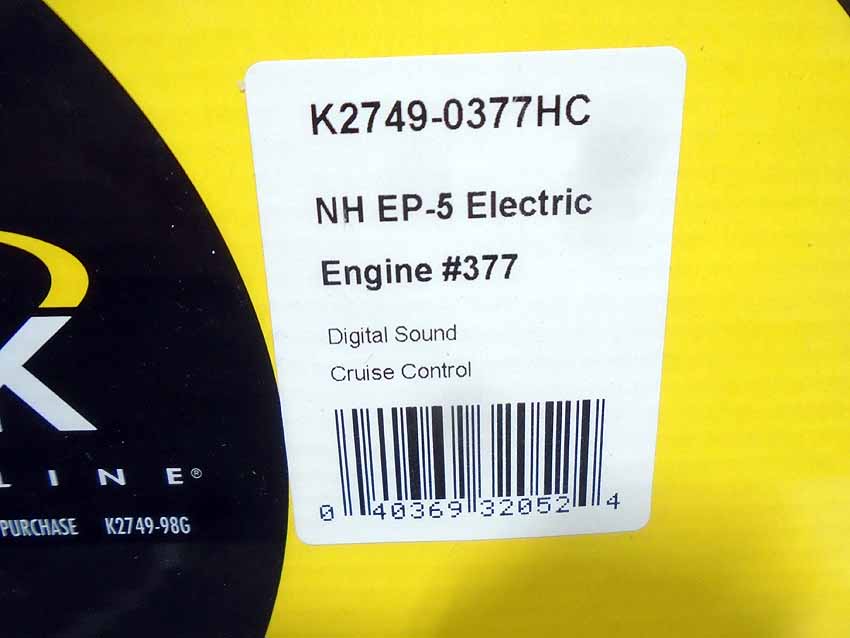 K2749-0377HC
NH EP-5 Electric
Engine #377
Digital Sound
Cruise Control
0 40369 32052 4
K
LINE®
PURCHASE K2749-98G